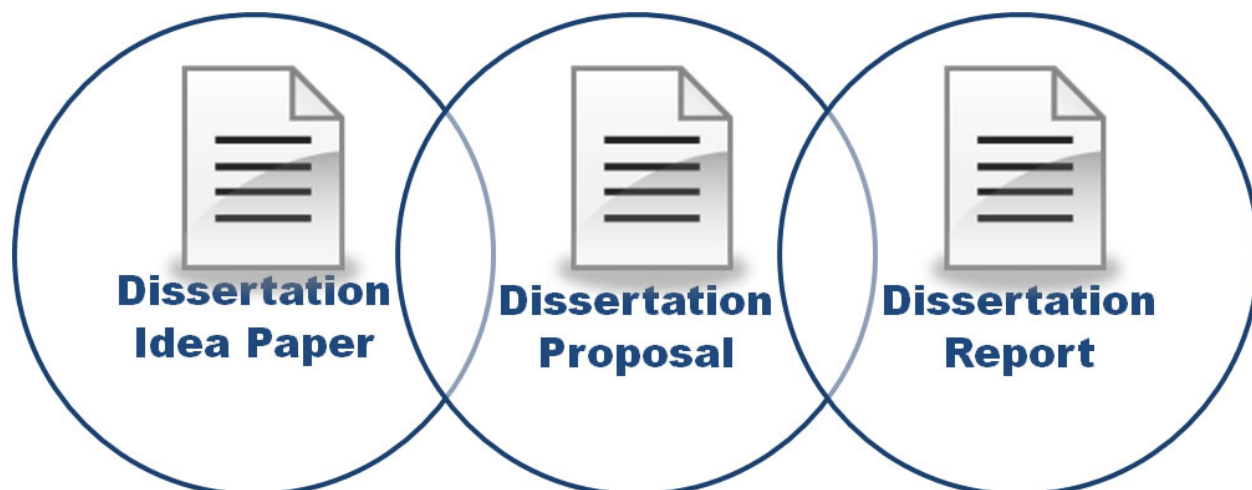 Dissertation
Idea Paper
Dissertation
Proposal
Dissertation
Report